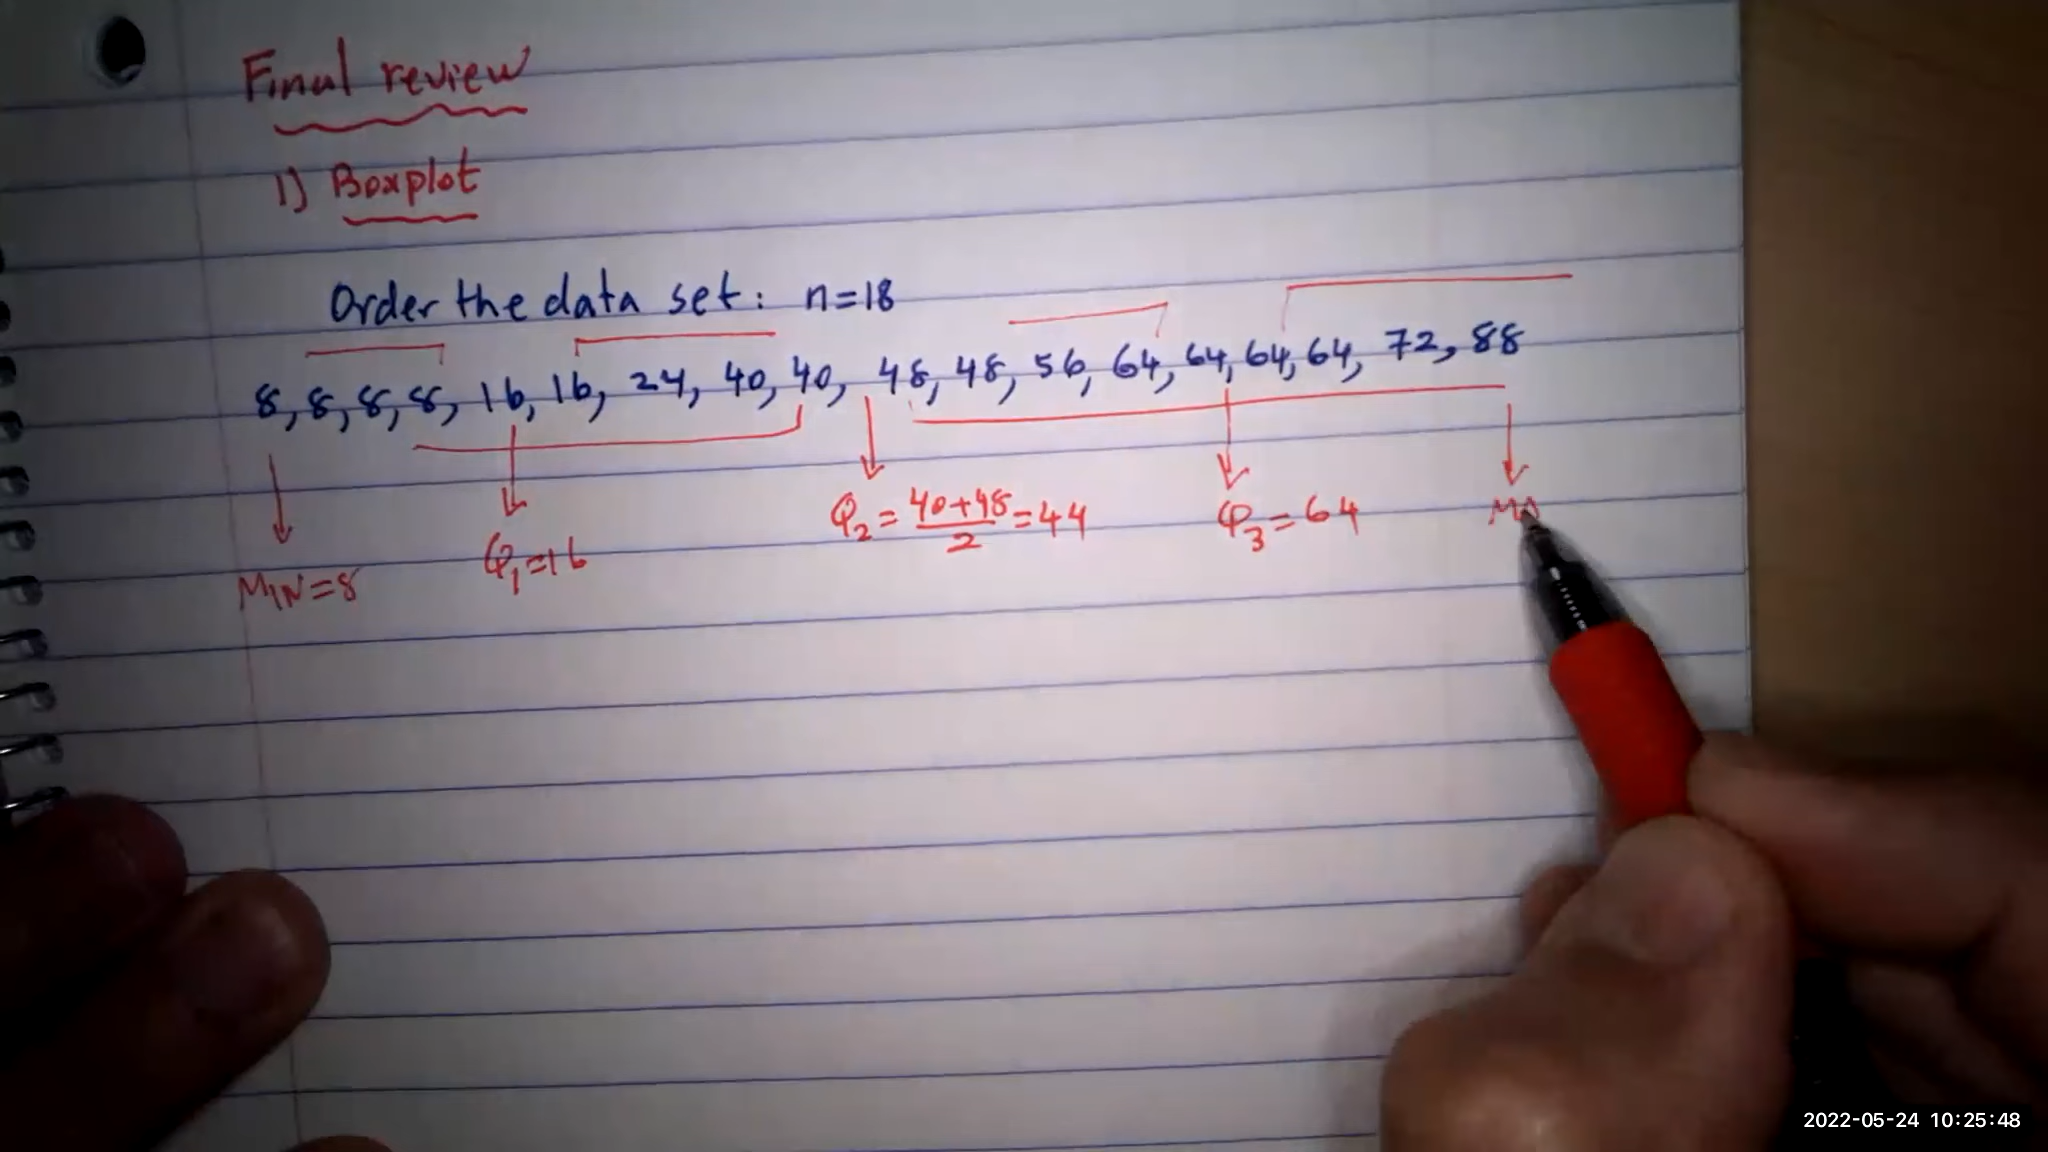 Final review
1) Boxplot
Order the data set: n=18
8, 8, 8, 8, 16, 16, 24, 40, 40, 48, 48, 56, 64, 64, 64, 64, 72, 88
MIN=8
Q₁=16
Q₂ = (40+48)/2 = 44
Q₃ = 64
MA
2022-05-24 10:25:48